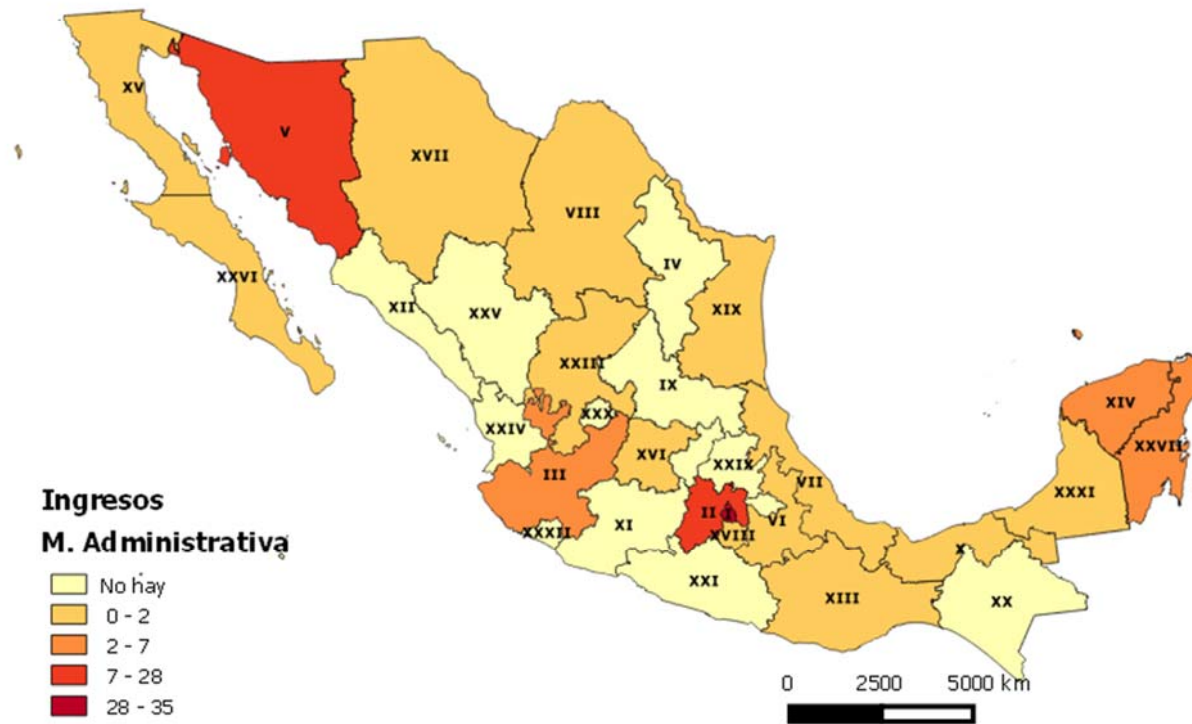 XV
V
XVII
VIII
IV
XXVI
XII
XXV
XIX
XXIII
IX
XXIV
XXX
XIV
XXVII
III
XVI
XXIX
VII
XXXI
II
I
VI
XI
XVIII
XXXII
X
XXI
XIII
XX
Ingresos
M. Administrativa
No hay
0 - 2
2 - 7
7 - 28
28 - 35
0 2500 5000 km